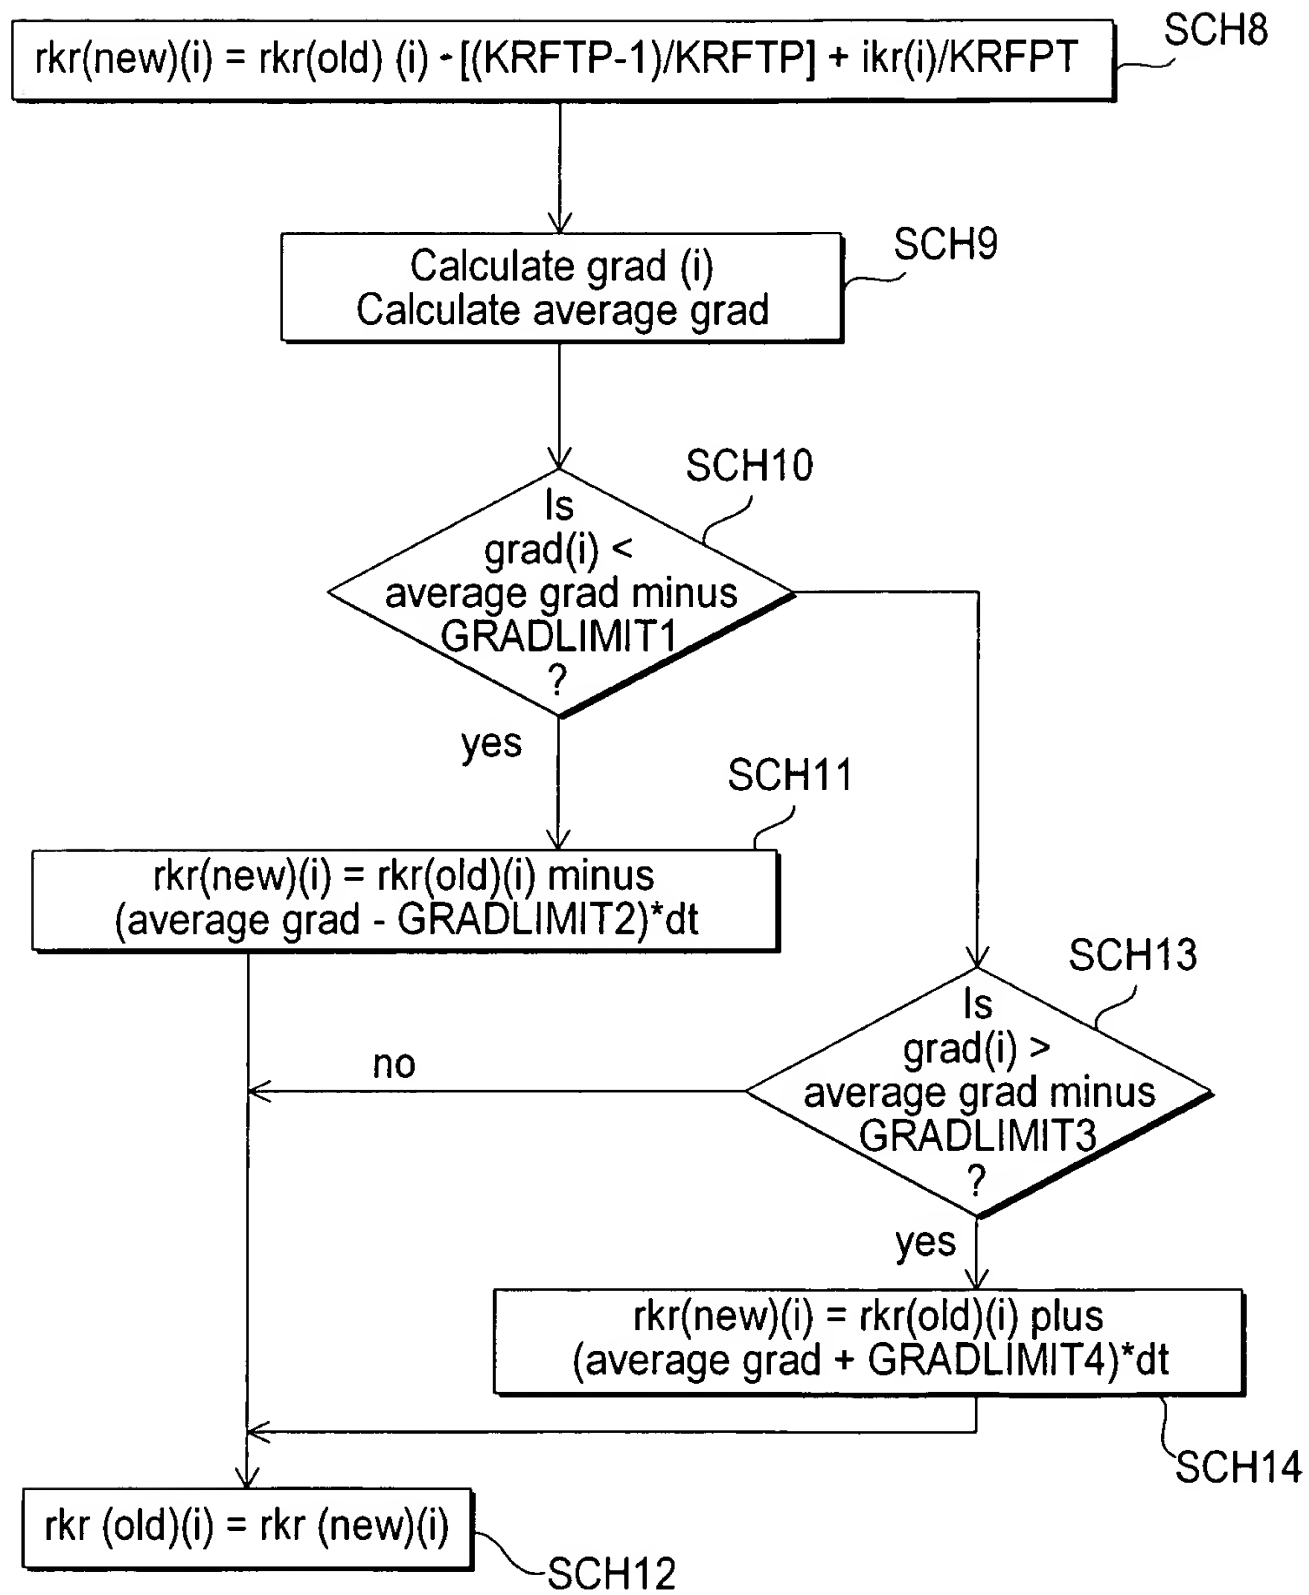 SCH8
rkr(new)(i) = rkr(old) (i) - [(KRFTP-1)/KRFTP] + ikr(i)/KRFPT
SCH9
Calculate grad (i)
Calculate average grad
SCH10
Is
grad(i) <
average grad minus
GRADLIMIT1
?
yes
SCH11
rkr(new)(i) = rkr(old)(i) minus
(average grad - GRADLIMIT2)*dt
SCH13
Is
grad(i) >
average grad minus
GRADLIMIT3
?
no
yes
rkr(new)(i) = rkr(old)(i) plus
(average grad + GRADLIMIT4)*dt
SCH14
rkr (old)(i) = rkr (new)(i)
SCH12